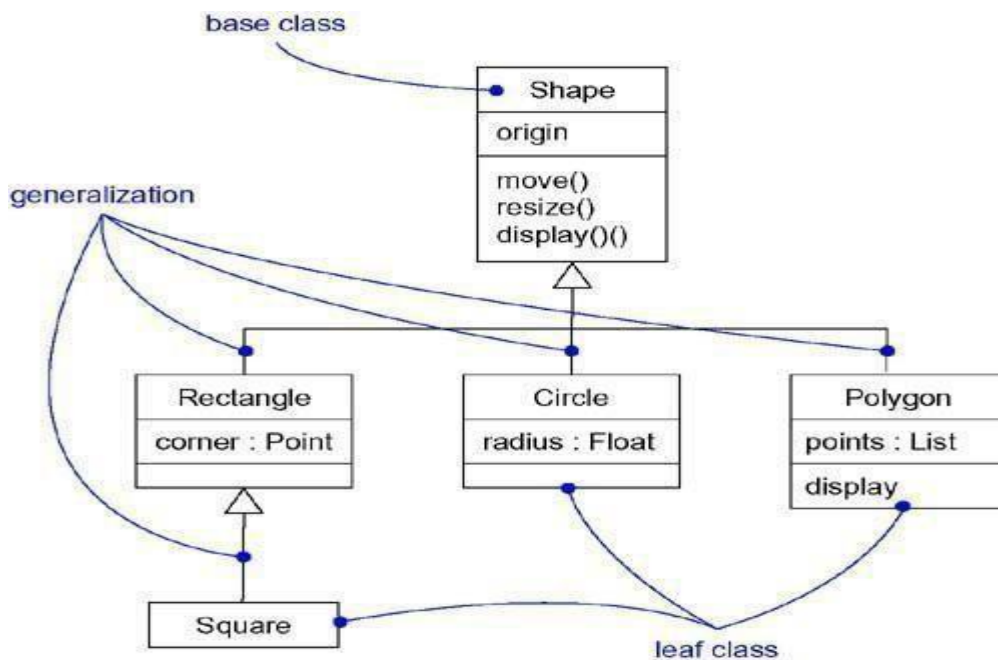 base class
Shape
origin
move()
resize()
display()()
generalization
Rectangle
corner : Point
Circle
radius : Float
Polygon
points : List
display
Square
leaf class